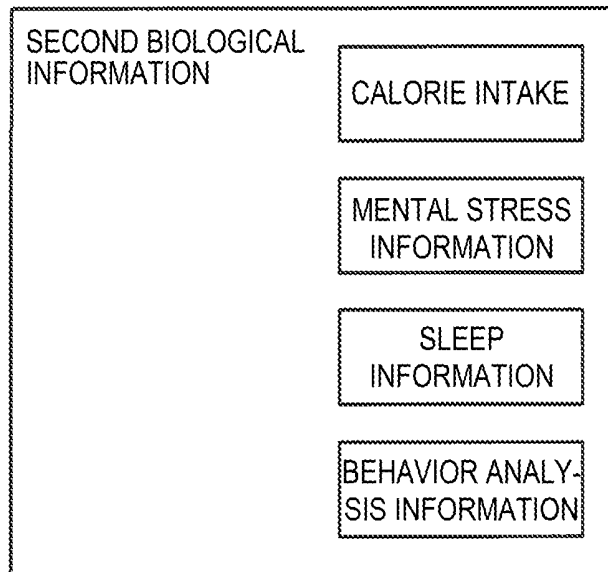 SECOND BIOLOGICAL
INFORMATION
CALORIE INTAKE
MENTAL STRESS
INFORMATION
SLEEP
INFORMATION
BEHAVIOR ANALY-
SIS INFORMATION